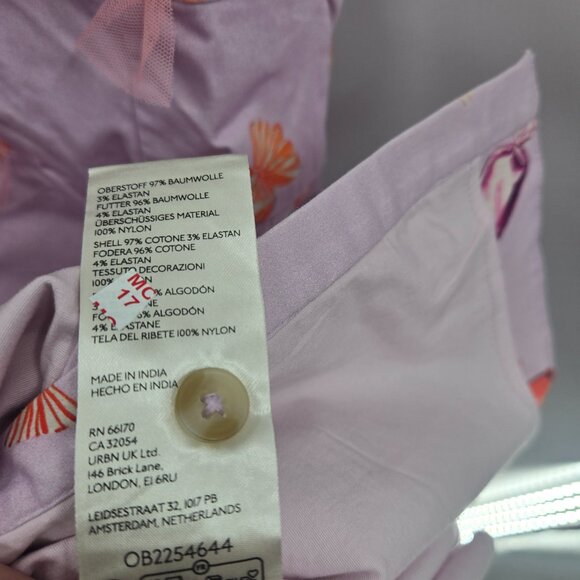 OBERSTOFF 97% BAUMWOLLE
3% ELASTAN
FUTTER 96% BAUMWOLLE
4% ELASTAN
ÜBERSCHÜSSIGES MATERIAL
100% NYLON
SHELL 97% COTONE 3% ELASTAN
FODERA 96% COTONE
4% ELASTAN
TESSUTO DECORAZIONI
100%
MC
17
ALGODÓN
3%
ALGODÓN
4% ELASTANE
TELA DEL RIBETE 100% NYLON
MADE IN INDIA
HECHO EN INDIA
RN 66170
CA 32054
URBN UK Ltd.
146 Brick Lane,
LONDON, E1 6RU
LEIDSESTRAAT 32, 1017 PB
AMSTERDAM, NETHERLANDS
OB2254644